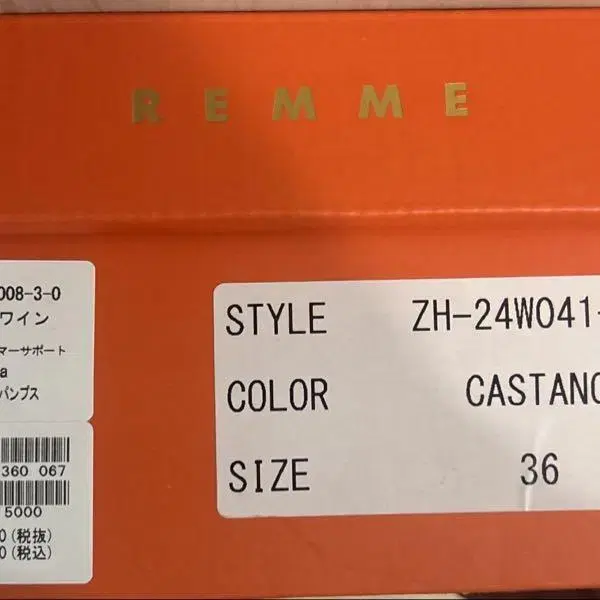 REMME
008-3-0
ワイン
マーサポート
a
パンプス
360 067
5000
0(税抜)
0(税込)
STYLE ZH-24W041-
COLOR CASTANO
SIZE 36